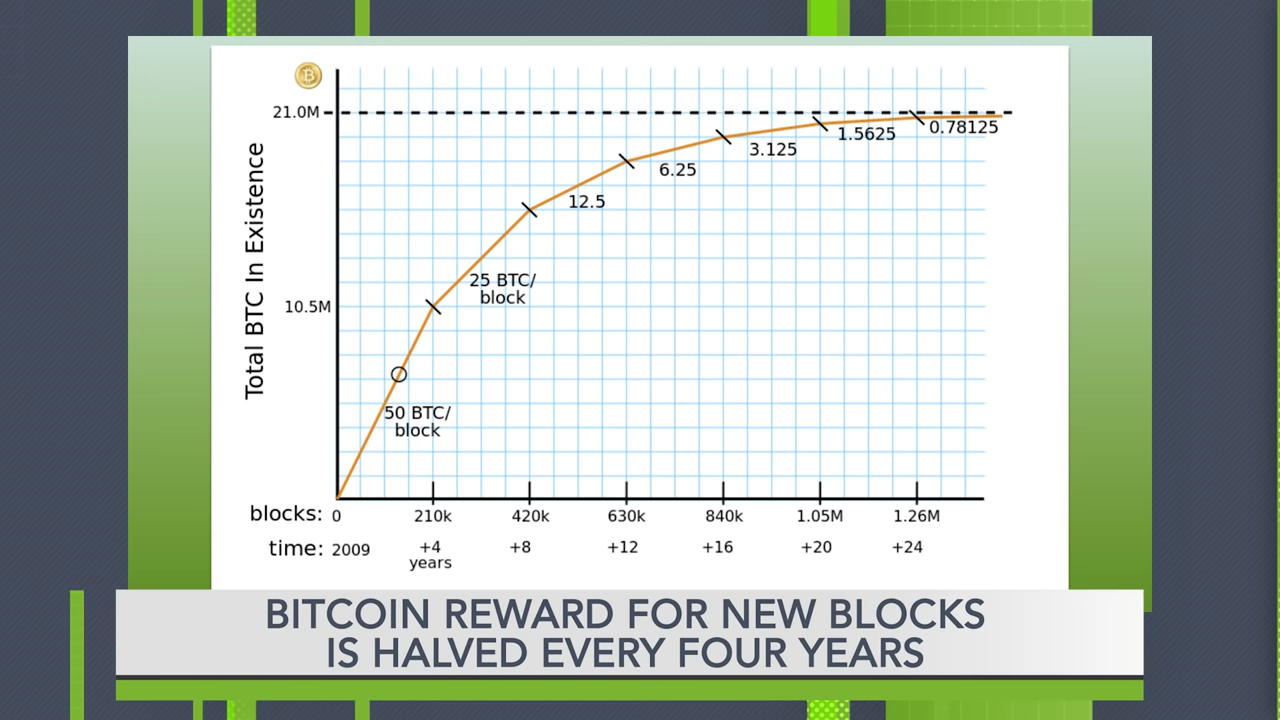 21.0M
10.5M
Total BTC In Existence
50 BTC/
block
25 BTC/
block
12.5
6.25
3.125
1.5625
0.78125
blocks: 0 210k 420k 630k 840k 1.05M 1.26M
time: 2009 +4 +8 +12 +16 +20 +24
years
BITCOIN REWARD FOR NEW BLOCKS
IS HALVED EVERY FOUR YEARS